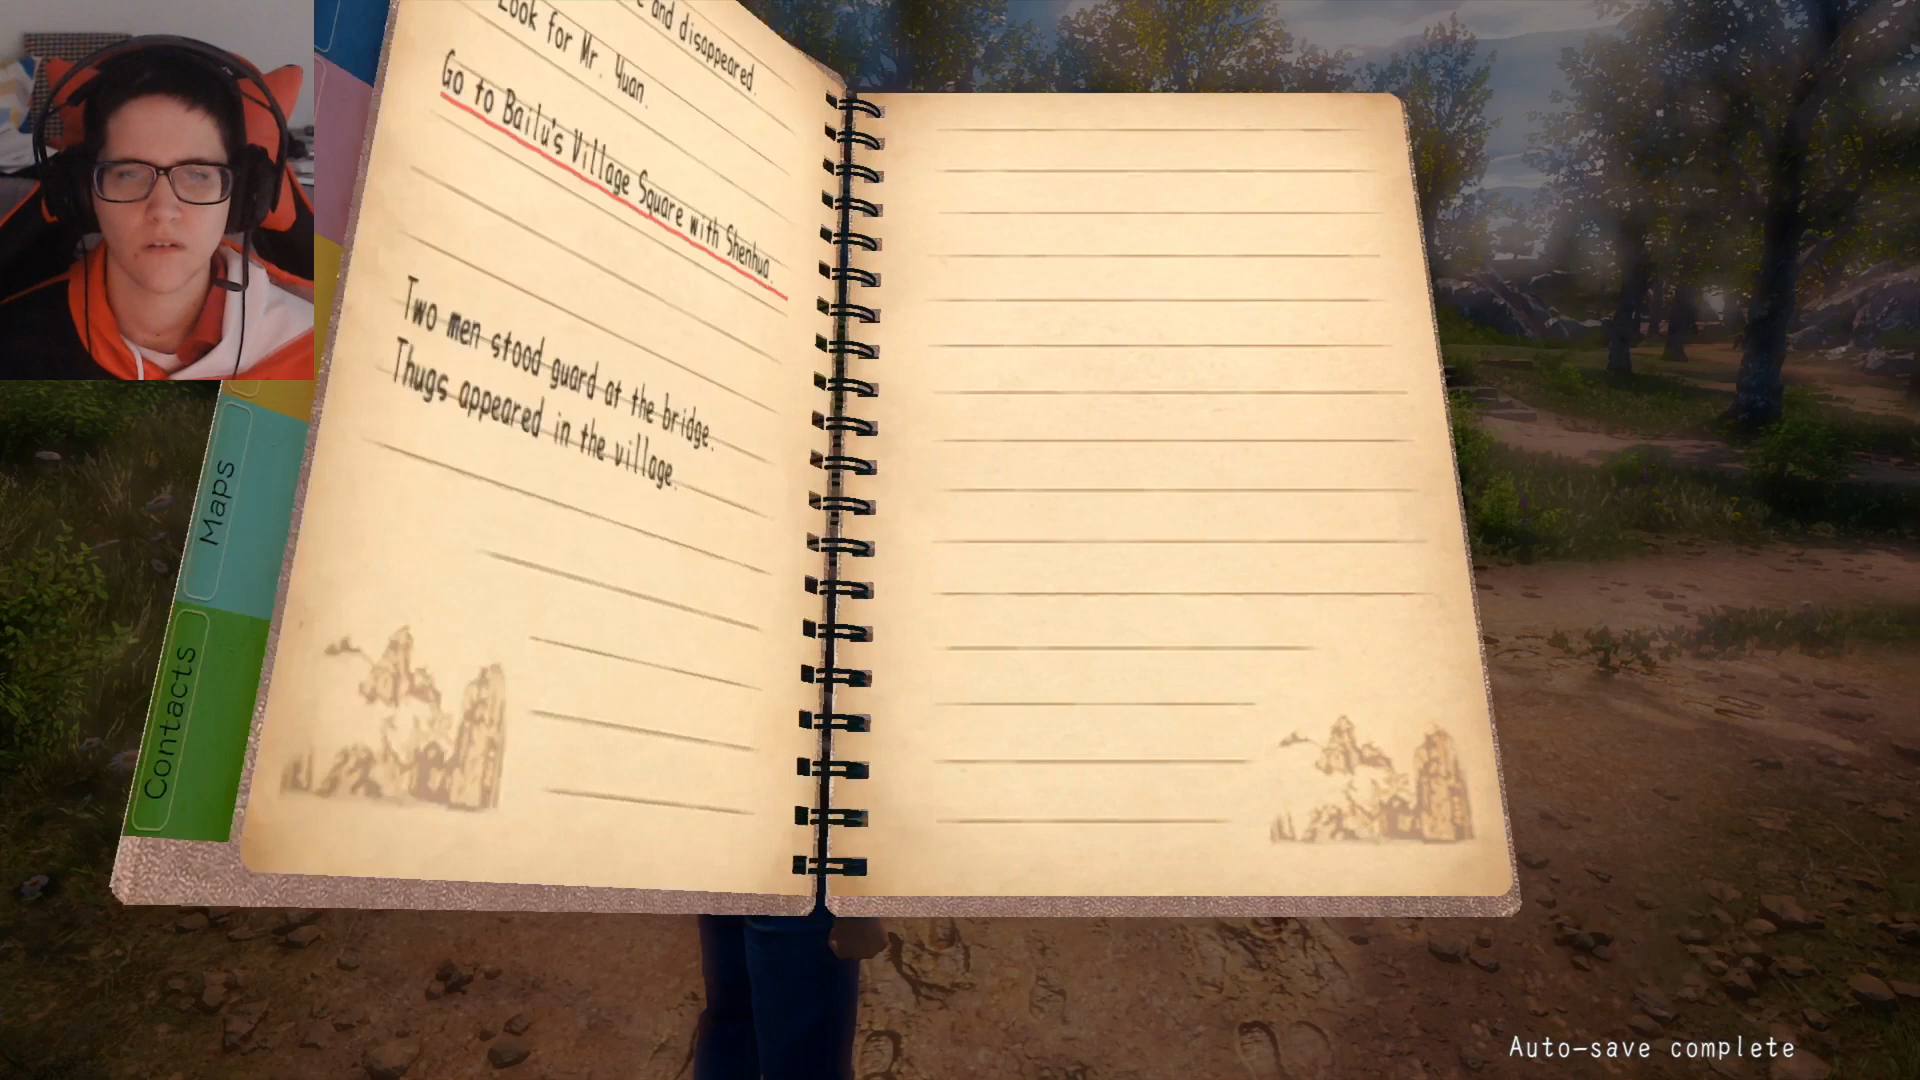 and disappeared.
Look for Mr. Yuan.
Go to Bailu's Village Square with Shenhua.
Two men stood guard at the bridge.
Thugs appeared in the village.
Maps
Contacts
Auto-save complete